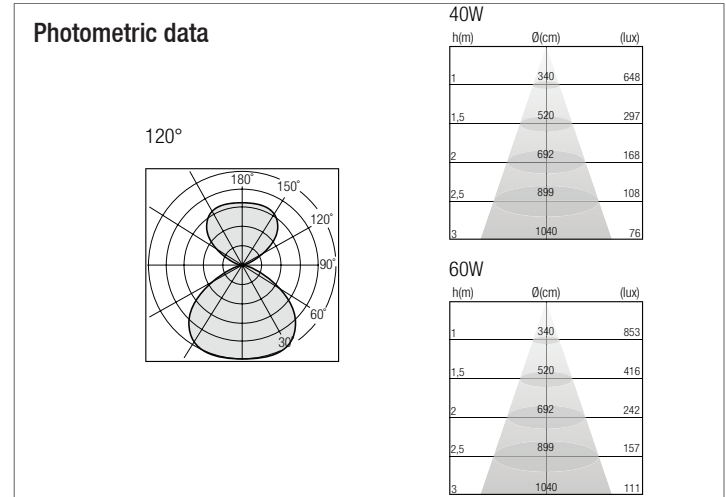 Photometric data
120°
180° 150°
120°
90°
60°
30°
40W
h(m) Ø(cm) (lux)
1 340 648
1,5 520 297
2 692 168
2,5 899 108
3 1040 76
60W
h(m) Ø(cm) (lux)
1 340 853
1,5 520 416
2 692 242
2,5 899 157
3 1040 111